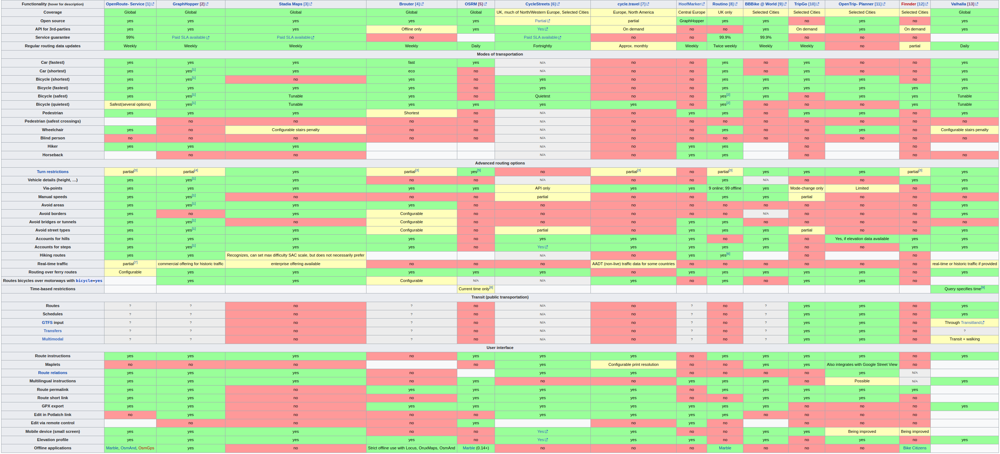 Functionality (hover for description) OpenRoute- Service [1] GraphHopper [2] Stadia Maps [3] Brouter [4] OSRM [5] CycleStreets [6] cycle.travel [7] HoofMarker Routino [8] BBBike @ World [9] TripGo [10] OpenTrip- Planner [11] Finnder [12] Valhalla [13]
Coverage Global Global Global Global Global UK, much of North/Western Europe, Selected Cities Europe, North America Central Europe UK only Selected Cities Selected Cities Selected Cities Selected Cities Global
Open source yes yes yes yes yes Partial partial GraphHopper yes yes no yes no yes
API for 3rd-parties yes yes yes Offline only yes Yes On demand no no yes On demand yes On demand yes
Service guarantee 99% Paid SLA available Paid SLA available no Paid SLA available no no 99.9% 99.9% no no no
Regular routing data updates Weekly Weekly Weekly Weekly Daily Fortnightly Approx. monthly Weekly Twice weekly Weekly Weekly no partial Daily
Modes of transportation
Car (fastest) yes yes yes fast yes N/A no no yes no yes no no yes
Car (shortest) yes yes[1] yes eco no N/A no no yes no yes no no yes
Bicycle (shortest) yes yes[1] no yes no yes no no yes yes yes yes no yes
Bicycle (fastest) yes yes yes yes no yes no no yes yes yes yes yes yes
Bicycle (safest) yes yes[1] Tunable yes no Quietest no no yes[2] yes no yes yes Tunable
Bicycle (quietest) Safest(several options) yes[1] Tunable yes yes yes yes no yes[2] no no no yes Tunable
Pedestrian yes yes yes Shortest no N/A no yes yes no yes yes no yes
Pedestrian (safest crossings) no no no no N/A no no no no no no no no
Wheelchair yes no Configurable stairs penalty no no N/A no no yes no no yes no Configurable stairs penalty
Blind person no no no no no N/A no no no no no no no no
Hiker yes yes yes N/A no yes yes no no
Horseback no no N/A no yes yes no no no
Advanced routing options
Turn restrictions partial[3] partial[4] yes partial[3] yes[5] no partial[3] no partial[3] yes yes yes partial[3] yes
Vehicle details (height, …) yes yes[1] yes no no N/A no no yes N/A no no yes yes
Via-points yes yes yes yes yes API only yes yes 9 online; 99 offline yes Mode-change only Limited no yes
Manual speeds yes yes[1] no no no partial no no yes yes partial no no no
Avoid areas yes yes[1] yes yes no no no no no no no no no yes
Avoid borders yes no yes Configurable no no no no no N/A no no no yes
Avoid bridges or tunnels yes yes[1] no Configurable no no no yes yes no no no no no
Avoid street types yes yes[1] yes Configurable no partial no yes yes yes partial no no yes
Accounts for hills yes yes yes yes no yes yes yes no yes no Yes, if elevation data available yes yes
Accounts for steps yes yes[1] yes yes no Yes yes yes yes yes no no yes yes
Hiking routes yes yes Recognizes, can set max difficulty SAC scale, but does not necessarily prefer N/A no yes yes[6] no no
Real-time traffic partial[7] commercial offering for historic traffic enterprise offering available no no no AADT (non-live) traffic data for some countries no no no no no no real-time or historic traffic if provided
Routing over ferry routes Configurable yes yes yes yes yes no yes yes yes yes yes no yes
Routes bicycles over motorways with bicycle=yes yes yes Configurable N/A N/A yes no yes no yes yes no
Time-based restrictions Current time only[8] Query specifies time[9]
Transit (public transportation)
Routes ? ? no ? no N/A no ? no ? yes yes no yes
Schedules ? ? no ? no N/A no ? no ? yes yes no yes
GTFS input ? ? no ? no N/A no ? no ? yes yes no Through Transitland
Transfers ? ? no ? no N/A no ? no ? yes yes no ?
Multimodal ? ? no ? no N/A no ? no ? yes yes no Transit + walking
User interface
Route instructions yes yes yes no yes yes yes no yes yes yes yes no yes
Maplets no no no no yes Configurable print resolution no no yes yes Also integrates with Google Street View no
Route relations yes yes yes no yes yes no no no no yes N/A
Multilingual instructions yes yes yes no yes no no yes yes yes no Possible N/A yes
Route permalink yes yes no yes yes yes yes no yes yes yes yes yes
Route short link yes yes no no yes yes yes no no yes yes yes no
GPX export yes yes no yes yes yes yes yes yes yes no no no yes
Edit in Potlatch link no yes no no no yes yes yes yes no no no no
Edit via remote control no no no yes no yes no no no no
Mobile device (small screen) yes yes yes no no Yes yes no no yes yes Being improved Being improved
Elevation profile yes yes yes yes no Yes yes yes no yes no yes no yes
Offline applications Marble, OsmAnd, OsmGps yes no Strict offline use with Locus, OruxMaps, OsmAnd Marble (0.14+) no no no Marble no no no Bike Citizens